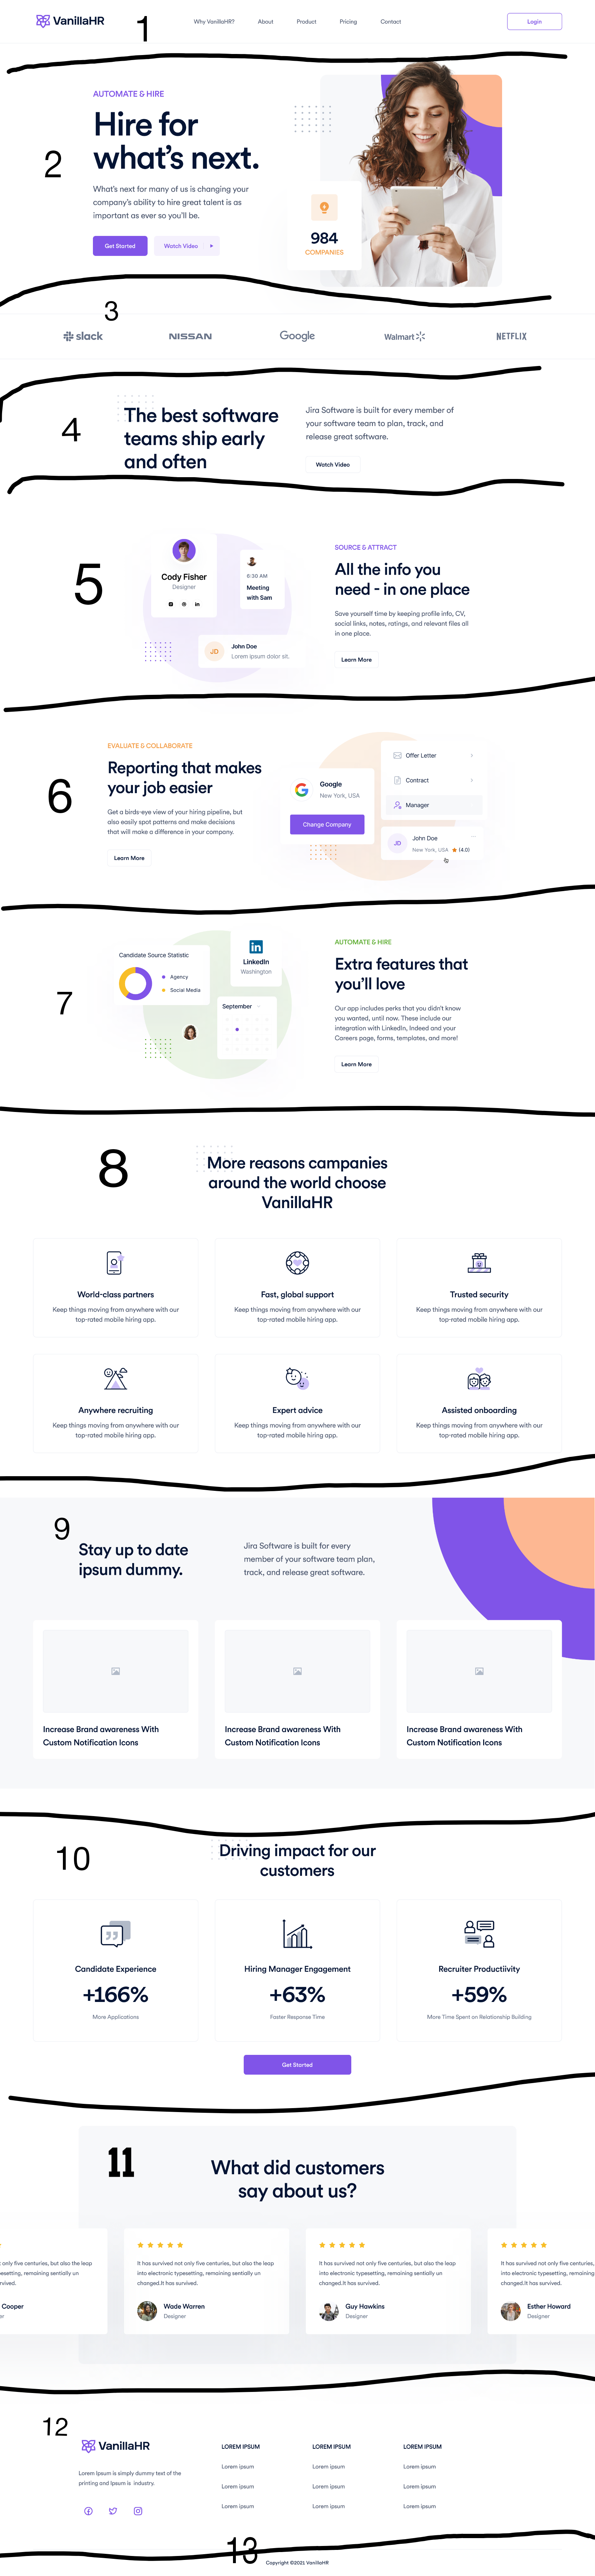 VanillaHR
1
Why VanillaHR?
About
Product
Pricing
Contact
Login
2
AUTOMATE & HIRE
Hire for
what's next.
What's next for many of us is changing your
company's ability to hire great talent is as
important as ever so you'll be.
Get Started
Watch Video
984
COMPANIES
3
slack
NISSAN
Google
Walmart
NETFLIX
4
The best software
teams ship early
and often
Jira Software is built for every member of
your software team to plan, track, and
release great software.
Watch Video
5
Cody Fisher
Designer
6:30 AM
Meeting
with Sam
JD
John Doe
Lorem ipsum dolor sit.
SOURCE & ATTRACT
All the info you
need - in one place
Save yourself time by keeping profile info, CV,
social links, notes, ratings, and relevant files all
in one place.
Learn More
6
EVALUATE & COLLABORATE
Reporting that makes
your job easier
Get a birds-eye view of your hiring pipeline, but
also easily spot patterns and make decisions
that will make a difference in your company.
Learn More
Google
New York, USA
Change Company
Offer Letter
Contract
Manager
JD
John Doe
New York, USA
(4.0)
7
Candidate Source Statistic
Agency
Social Media
LinkedIn
Washington
September
AUTOMATE & HIRE
Extra features that
you'll love
Our app includes perks that you didn't know
you wanted, until now. These include our
integration with LinkedIn, Indeed and your
Careers page, forms, templates, and more!
Learn More
8
More reasons companies
around the world choose
VanillaHR
World-class partners
Keep things moving from anywhere with our
top-rated mobile hiring app.
Fast, global support
Keep things moving from anywhere with our
top-rated mobile hiring app.
Trusted security
Keep things moving from anywhere with our
top-rated mobile hiring app.
Anywhere recruiting
Keep things moving from anywhere with our
top-rated mobile hiring app.
Expert advice
Keep things moving from anywhere with our
top-rated mobile hiring app.
Assisted onboarding
Keep things moving from anywhere with our
top-rated mobile hiring app.
9
Stay up to date
ipsum dummy.
Jira Software is built for every
member of your software team plan,
track, and release great software.
Increase Brand awareness With
Custom Notification Icons
Increase Brand awareness With
Custom Notification Icons
Increase Brand awareness With
Custom Notification Icons
10
Driving impact for our
customers
Candidate Experience
+166%
More Applications
Hiring Manager Engagement
+63%
Faster Response Time
Recruiter Productiivity
+59%
More Time Spent on Relationship Building
Get Started
11
What did customers
say about us?
only five centuries, but also the leap
esetting, remaining sentially un
rvived.
Cooper
er
It has survived not only five centuries, but also the leap
into electronic typesetting, remaining sentially un
changed.It has survived.
Wade Warren
Designer
It has survived not only five centuries, but also the leap
into electronic typesetting, remaining sentially un
changed.It has survived.
Guy Hawkins
Designer
It has survived not only five centuries,
into electronic typesetting, remaining
changed.It has survived.
Esther Howard
Designer
12
VanillaHR
Lorem Ipsum is simply dummy text of the
printing and Ipsum is industry.
LOREM IPSUM
Lorem ipsum
Lorem ipsum
Lorem ipsum
LOREM IPSUM
Lorem ipsum
Lorem ipsum
Lorem ipsum
LOREM IPSUM
Lorem ipsum
Lorem ipsum
Lorem ipsum
13
Copyright ©2021 VanillaHR